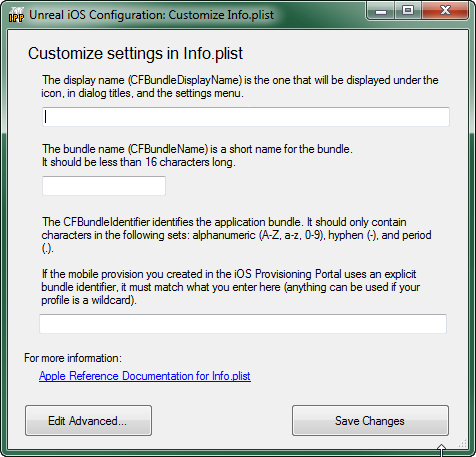 Unreal iOS Configuration: Customize Info.plist
Customize settings in Info.plist
The display name (CFBundleDisplayName) is the one that will be displayed under the
icon, in dialog titles, and the settings menu.
The bundle name (CFBundleName) is a short name for the bundle.
It should be less than 16 characters long.
The CFBundleIdentifier identifies the application bundle. It should only contain
characters in the following sets: alphanumeric (A-Z, a-z, 0-9), hyphen (-), and period
(.).
If the mobile provision you created in the iOS Provisioning Portal uses an explicit
bundle identifier, it must match what you enter here (anything can be used if your
profile is a wildcard).
For more information:
Apple Reference Documentation for Info.plist
Edit Advanced...
Save Changes